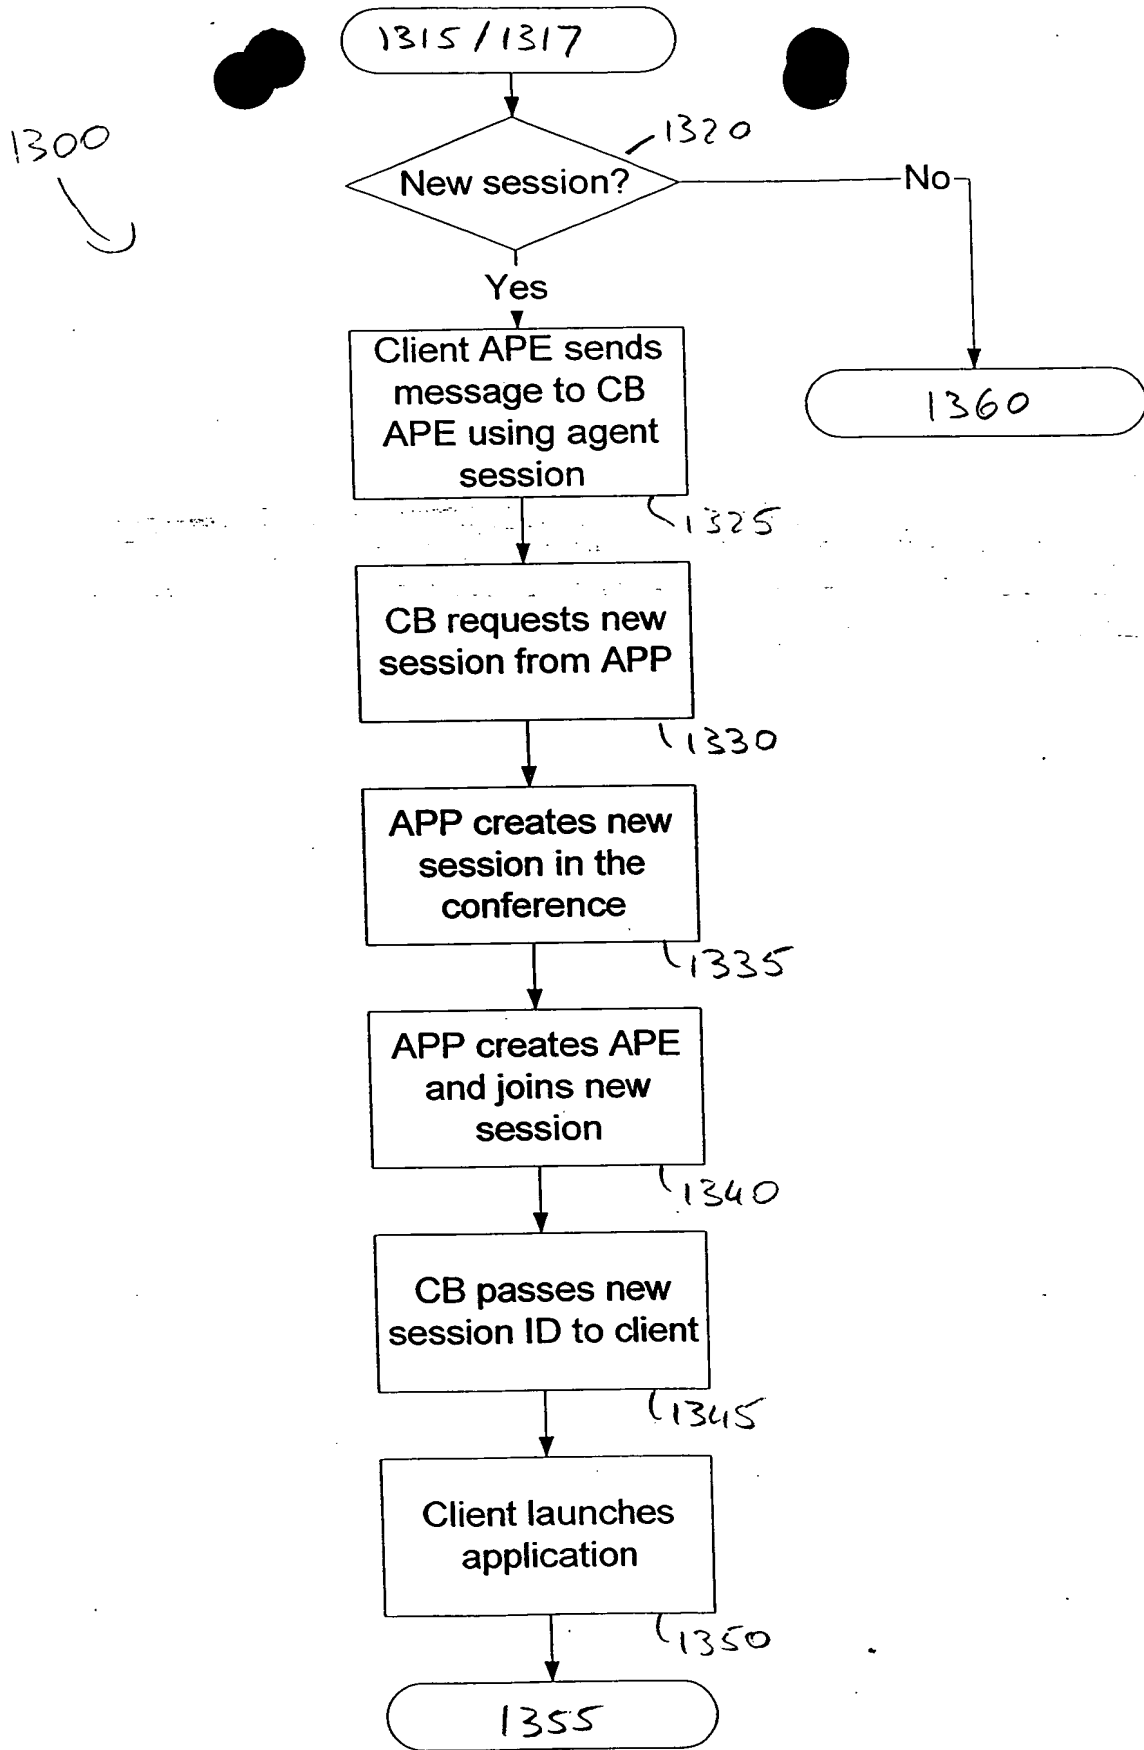 1315 / 1317
1300
1320
New session?
No
Yes
Client APE sends
message to CB
APE using agent
session
1360
1325
CB requests new
session from APP
1330
APP creates new
session in the
conference
1335
APP creates APE
and joins new
session
1340
CB passes new
session ID to client
1345
Client launches
application
1350
1355